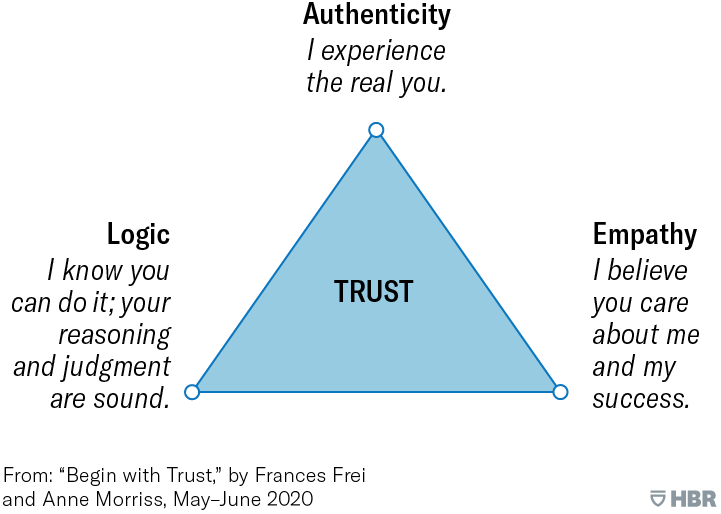 Authenticity
I experience
the real you.
Logic
I know you
can do it; your
reasoning
and judgment
are sound.
TRUST
Empathy
I believe
you care
about me
and my
success.
From: “Begin with Trust,” by Frances Frei
and Anne Morriss, May–June 2020
HBR